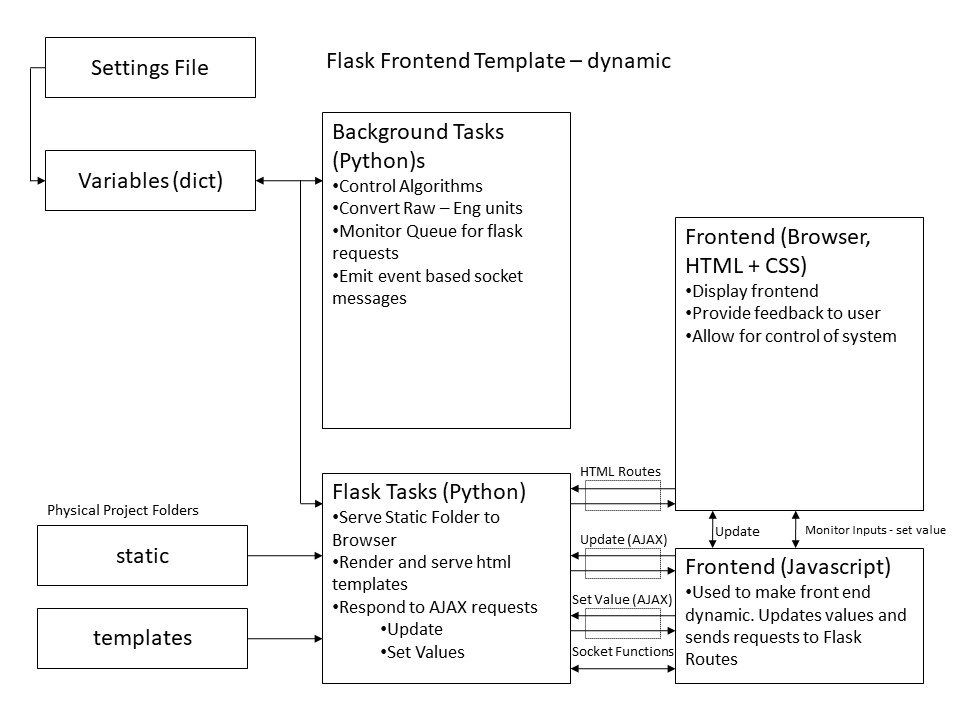 Settings File
Flask Frontend Template – dynamic
Variables (dict)
Background Tasks
(Python)s
•Control Algorithms
•Convert Raw – Eng units
•Monitor Queue for flask
requests
•Emit event based socket
messages
Frontend (Browser,
HTML + CSS)
•Display frontend
•Provide feedback to user
•Allow for control of system
Physical Project Folders
static
templates
Flask Tasks (Python)
•Serve Static Folder to
Browser
•Render and serve html
templates
•Respond to AJAX requests
•Update
•Set Values
HTML Routes
Update (AJAX)
Set Value (AJAX)
Socket Functions
Update
Monitor Inputs - set value
Frontend (Javascript)
•Used to make front end
dynamic. Updates values and
sends requests to Flask
Routes